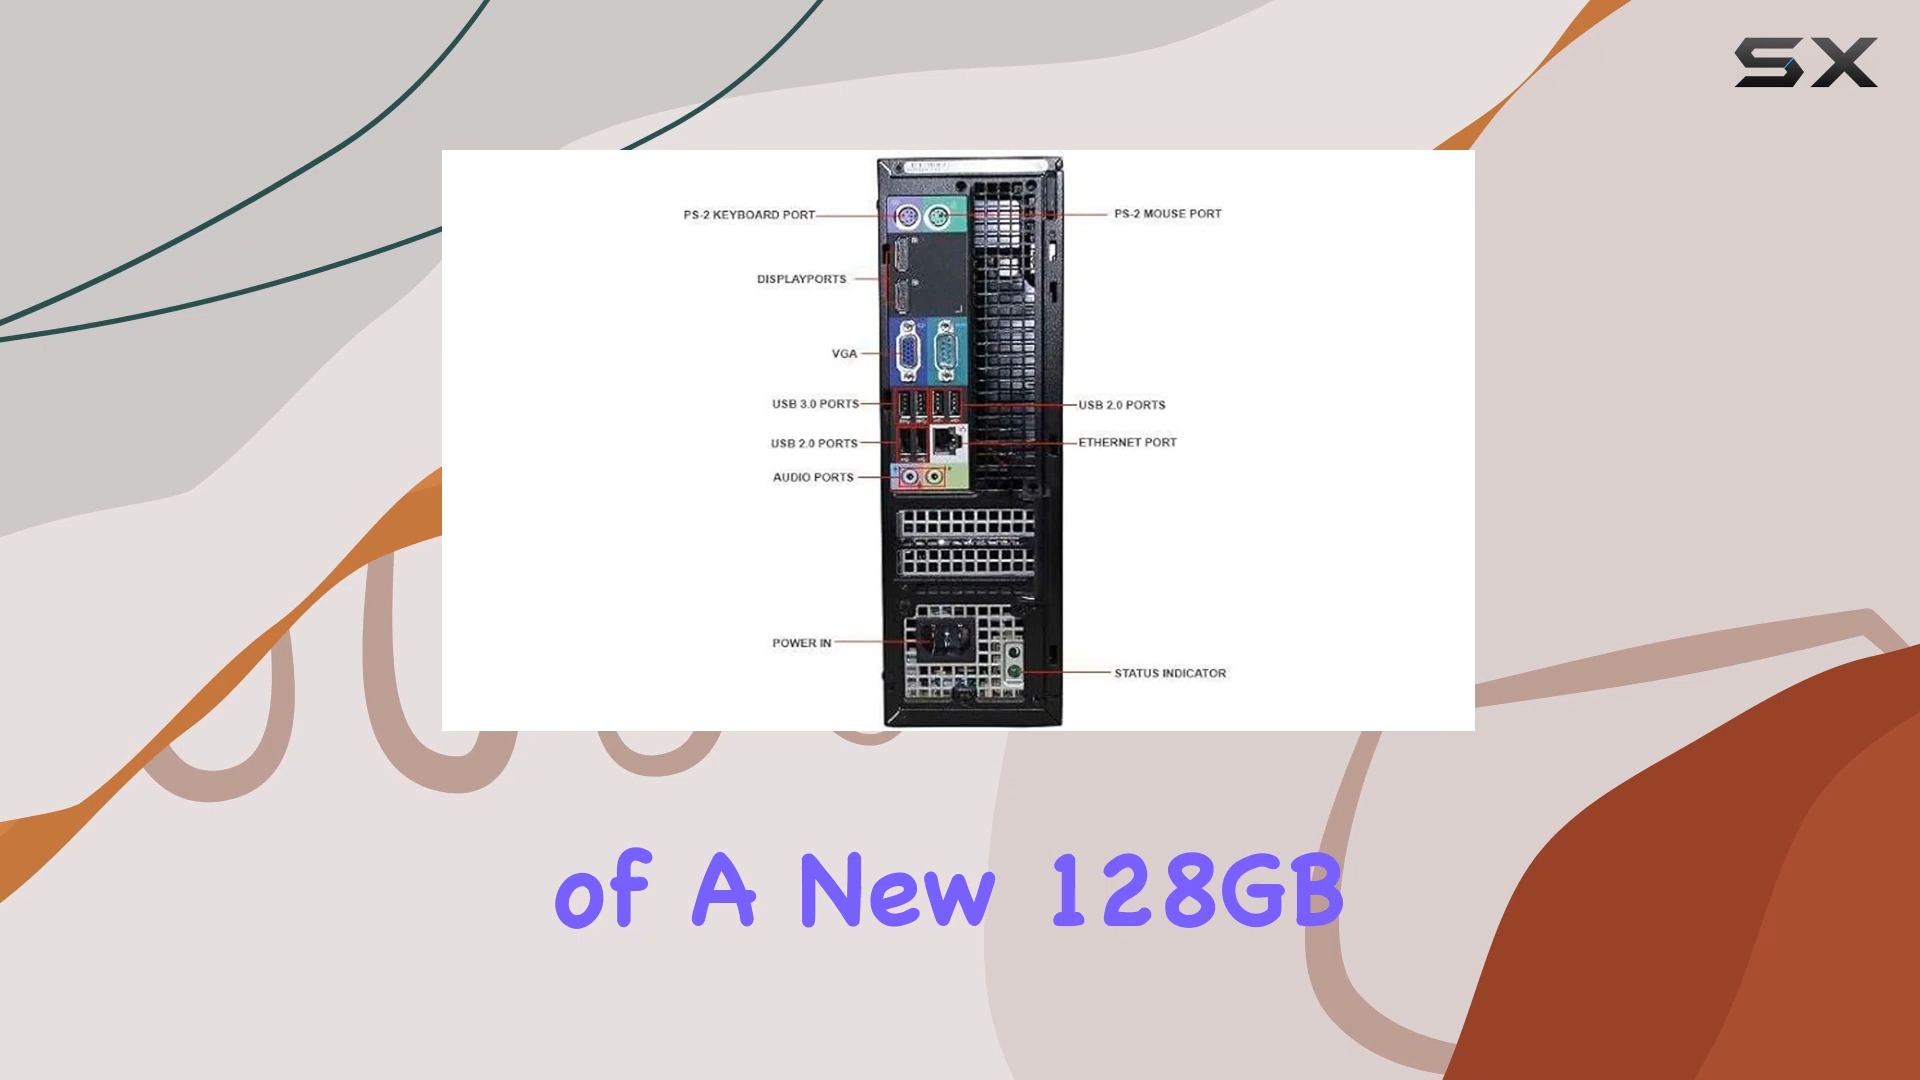 SX
PS-2 KEYBOARD PORT
PS-2 MOUSE PORT
DISPLAYPORTS
VGA
USB 3.0 PORTS
USB 2.0 PORTS
USB 2.0 PORTS
ETHERNET PORT
AUDIO PORTS
POWER IN
STATUS INDICATOR
of A New 128GB